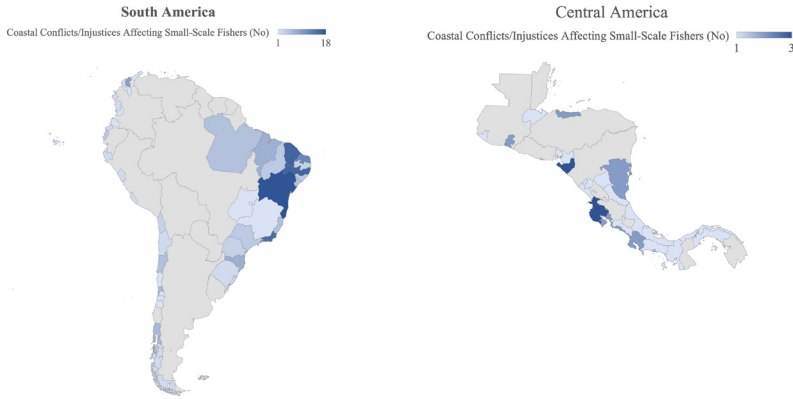 South America
Coastal Conflicts/Injustices Affecting Small-Scale Fishers (No)
1 18
Central America
Coastal Conflicts/Injustices Affecting Small-Scale Fishers (No)
1 3